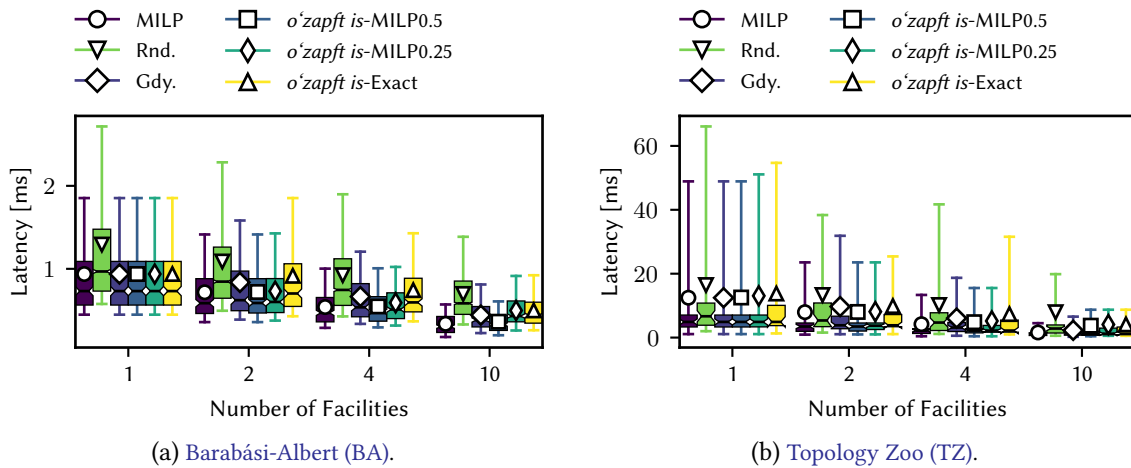 MILP
Rnd.
Gdy.
o‘zapft is-MILP0.5
o‘zapft is-MILP0.25
o‘zapft is-Exact
Latency [ms]
2
1
1 2 4 10
Number of Facilities
(a) Barabási-Albert (BA).
MILP
Rnd.
Gdy.
o‘zapft is-MILP0.5
o‘zapft is-MILP0.25
o‘zapft is-Exact
Latency [ms]
60
40
20
0
1 2 4 10
Number of Facilities
(b) Topology Zoo (TZ).